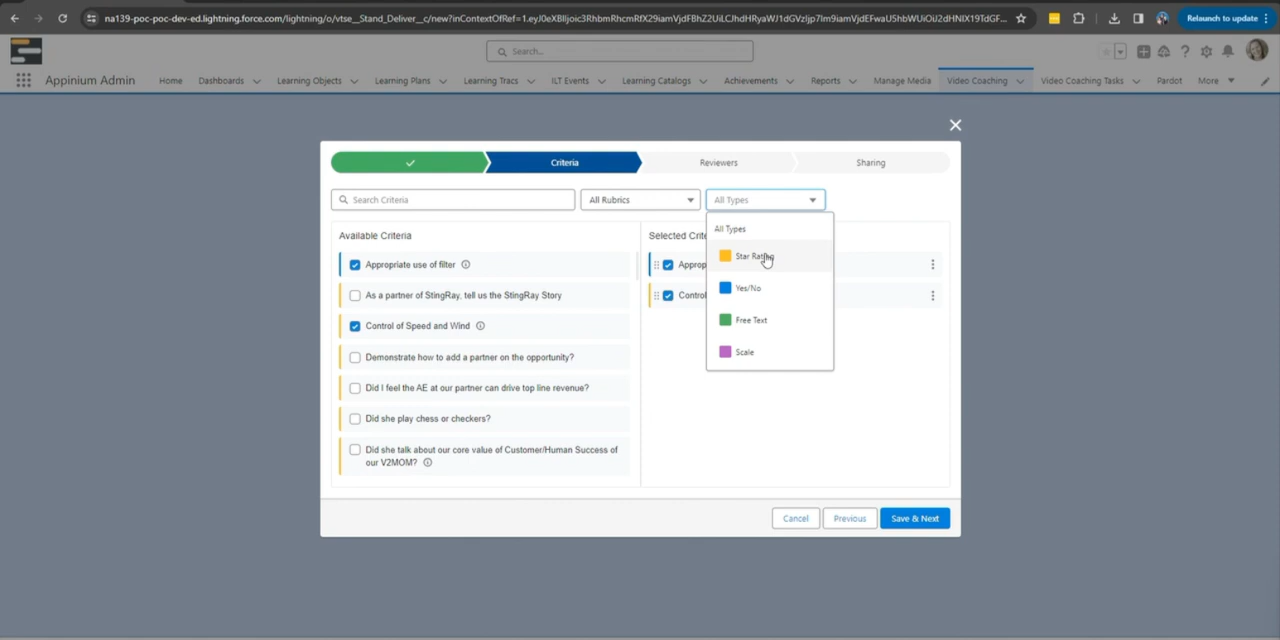 na139-poc-poc-dev-ed.lightning.force.com/lightning/o/vtse__Stand_Deliver__c/new?inContextOfRef=
Relaunch to update
Search...
Appinium Admin
Home
Dashboards
Learning Objects
Learning Plans
Learning Tracs
ILT Events
Learning Catalogs
Achievements
Reports
Manage Media
Video Coaching
Video Coaching Tasks
Pardot
More
Criteria
Reviewers
Sharing
Search Criteria
All Rubrics
All Types
Available Criteria
Appropriate use of filter
As a partner of StingRay, tell us the StingRay Story
Control of Speed and Wind
Demonstrate how to add a partner on the opportunity?
Did I feel the AE at our partner can drive top line revenue?
Did she play chess or checkers?
Did she talk about our core value of Customer/Human Success of
our V2MOM?
Selected Crite
Approp
Control
All Types
Star Rating
Yes/No
Free Text
Scale
Cancel
Previous
Save & Next